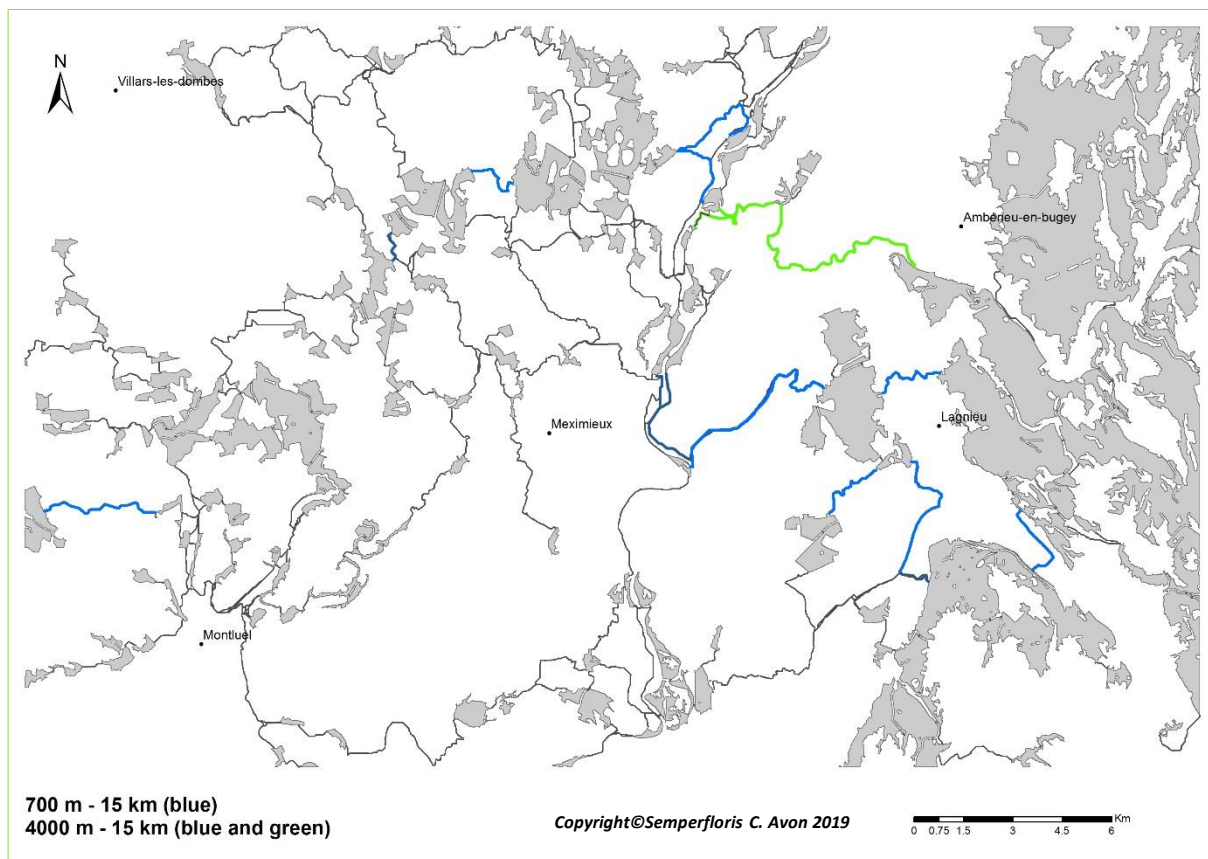 N
Villars-les-dombes
Ambérieu-en-bugey
Lagnieu
Meximieux
Montluel
700 m - 15 km (blue)
4000 m - 15 km (blue and green)
Copyright©Semperfloris C. Avon 2019
Km
0 0.75 1.5 3 4.5 6